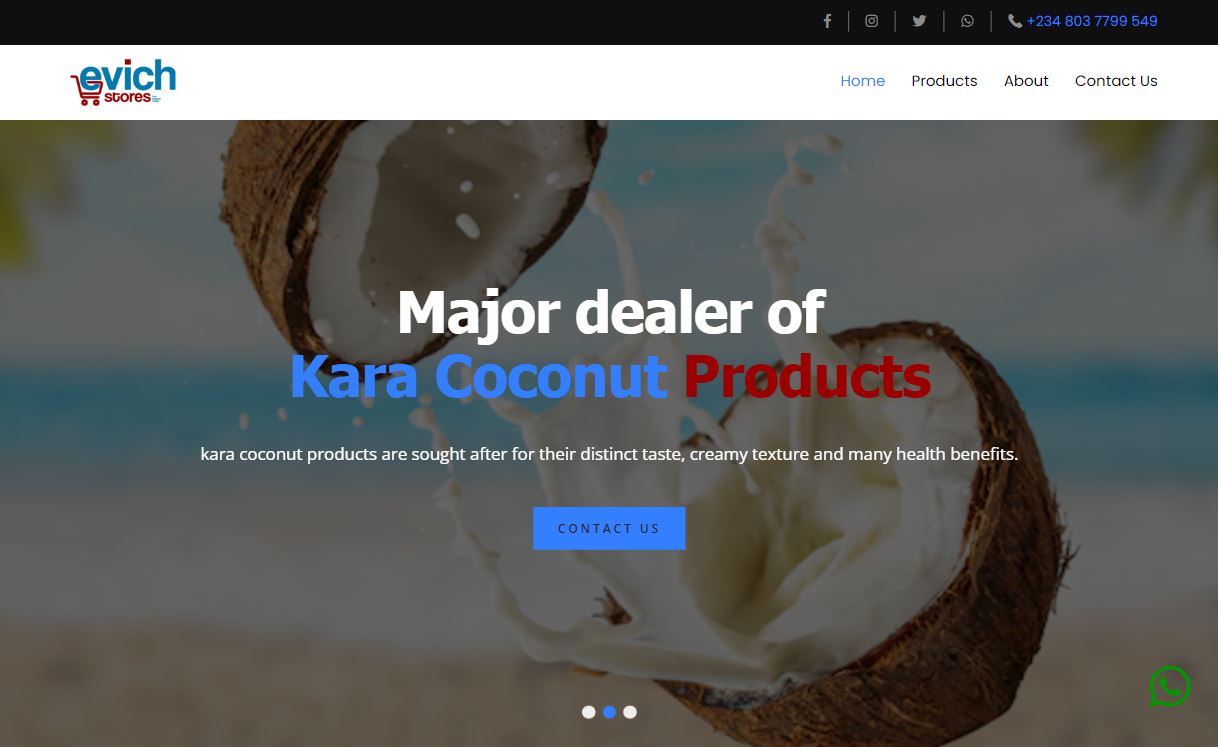 +234 803 7799 549
evich
stores
Home Products About Contact Us
Major dealer of
Kara Coconut Products
kara coconut products are sought after for their distinct taste, creamy texture and many health benefits.
CONTACT US